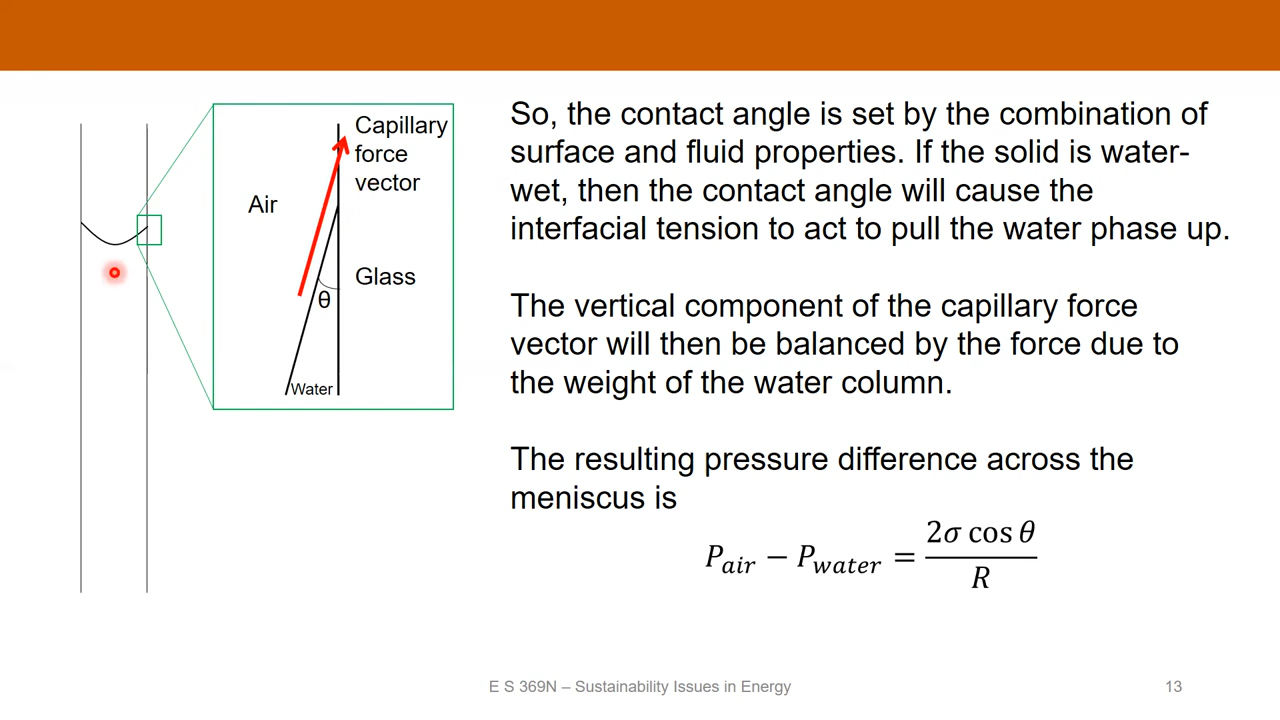 Capillary
force
vector
Air
Glass
θ
Water
So, the contact angle is set by the combination of
surface and fluid properties. If the solid is water-
wet, then the contact angle will cause the
interfacial tension to act to pull the water phase up.
The vertical component of the capillary force
vector will then be balanced by the force due to
the weight of the water column.
The resulting pressure difference across the
meniscus is
P_air − P_water = 2σ cos θ / R
E S 369N – Sustainability Issues in Energy
13